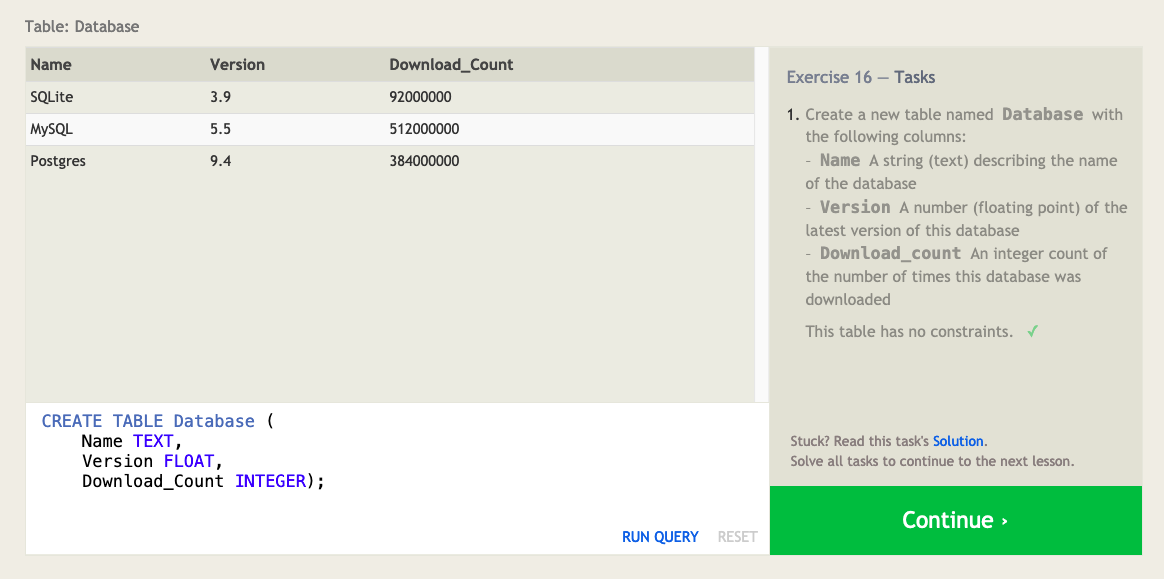 Table: Database
Name Version Download_Count
SQLite 3.9 92000000
MySQL 5.5 512000000
Postgres 9.4 384000000
CREATE TABLE Database (
    Name TEXT,
    Version FLOAT,
    Download_Count INTEGER);
RUN QUERY RESET
Exercise 16 — Tasks
1. Create a new table named Database with
the following columns:
- Name A string (text) describing the name
of the database
- Version A number (floating point) of the
latest version of this database
- Download_count An integer count of
the number of times this database was
downloaded
This table has no constraints. ✓
Stuck? Read this task's Solution.
Solve all tasks to continue to the next lesson.
Continue ›